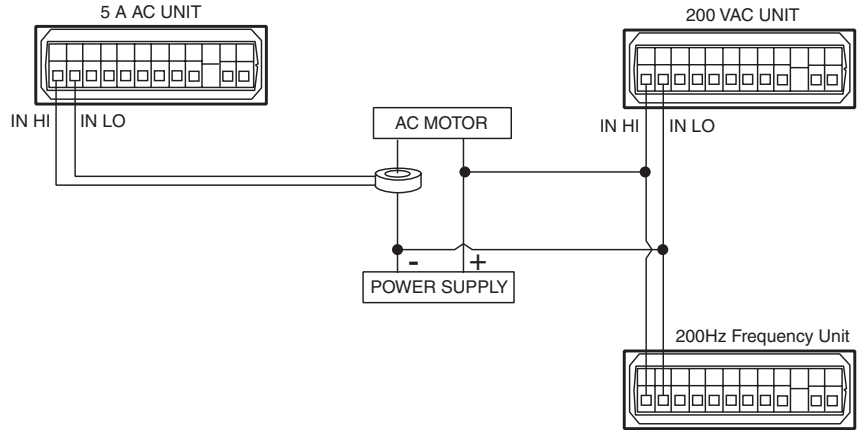 5 A AC UNIT
200 VAC UNIT
IN HI
IN LO
AC MOTOR
IN HI
IN LO
- +
POWER SUPPLY
200Hz Frequency Unit